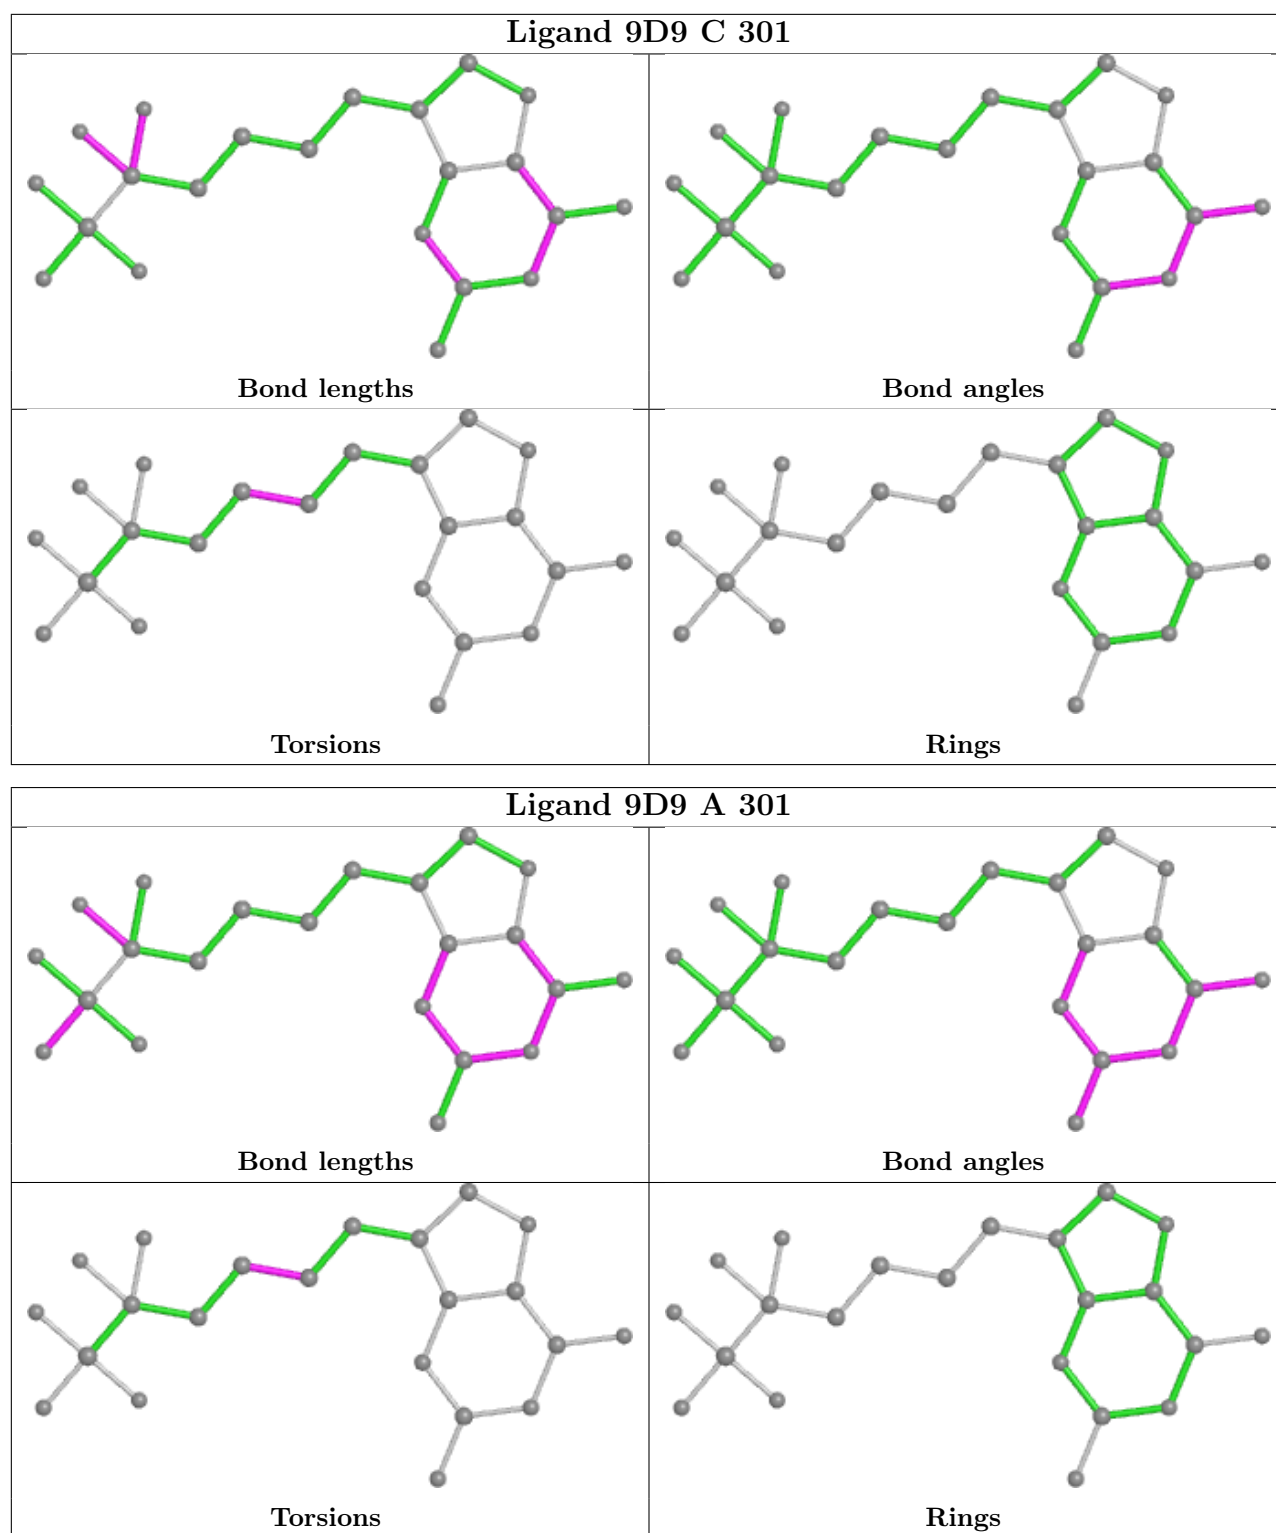 Ligand 9D9 C 301
Bond lengths
Bond angles
Torsions
Rings
Ligand 9D9 A 301
Bond lengths
Bond angles
Torsions
Rings